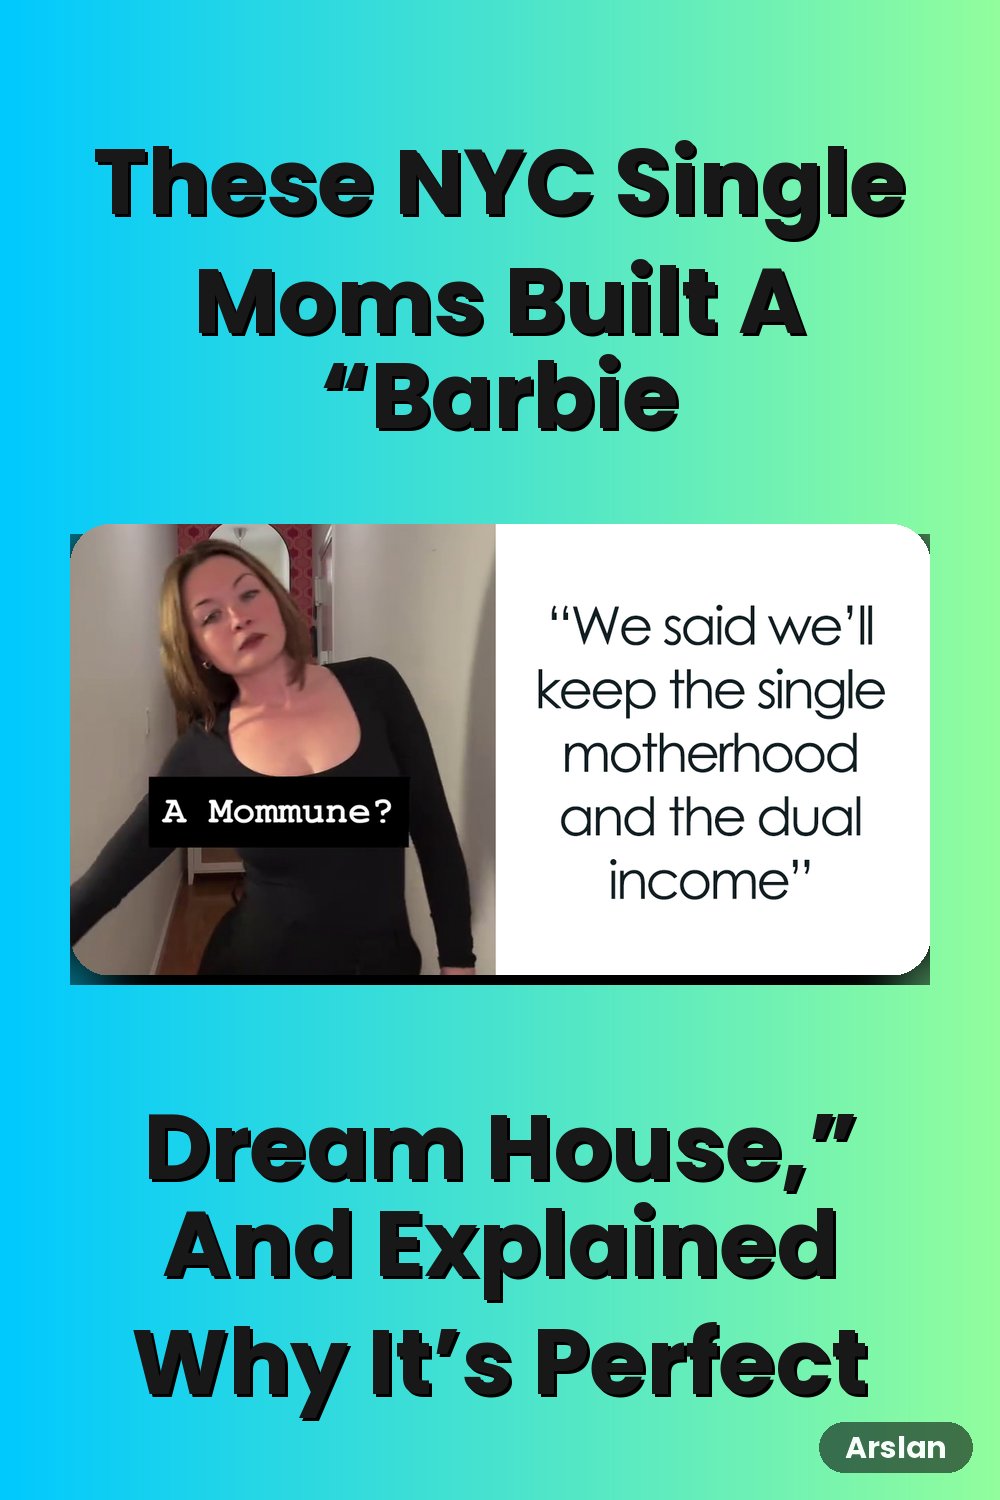 These NYC Single
Moms Built A
“Barbie
A Mommune?
“We said we’ll
keep the single
motherhood
and the dual
income”
Dream House,”
And Explained
Why It’s Perfect
Arslan